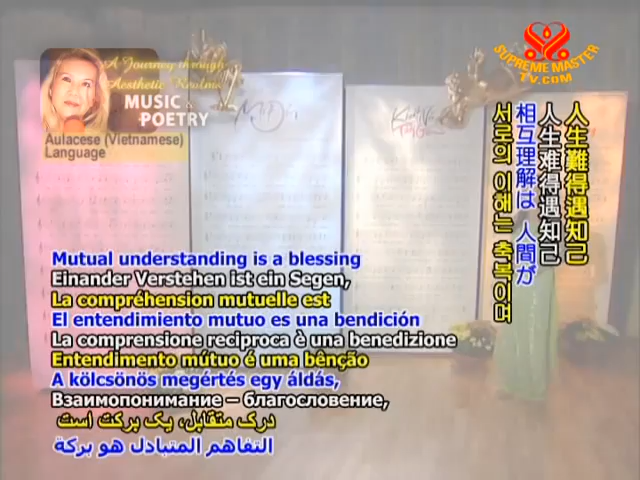 SUPREME MASTER
TV.COM
A Journey through
Aesthetic Realms
MUSIC &
POETRY
Aulacese (Vietnamese)
Language
人生難得遇知己
人生难得遇知己
相互理解は 人間が
서로의 이해는 축복이며
Mutual understanding is a blessing
Einander Verstehen ist ein Segen,
La compréhension mutuelle est
El entendimiento mutuo es una bendición
La comprensione reciproca è una benedizione
Entendimento mútuo é uma bênção
A kölcsönös megértés egy áldás,
Взаимопонимание – благословение,
درک متقابل، یک برکت است
التفاهم المتبادل هو بركة